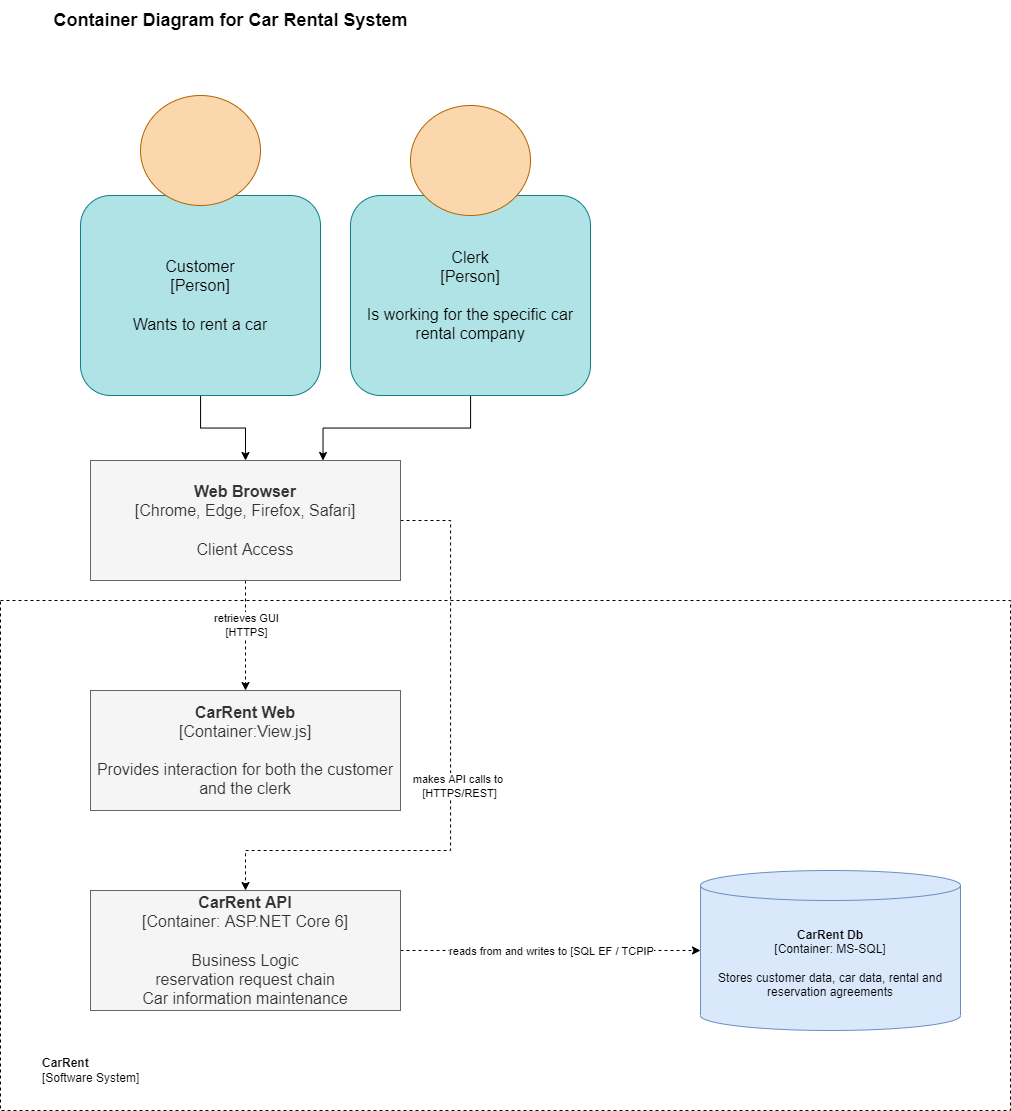 Container Diagram for Car Rental System
Customer
[Person]
Wants to rent a car
Clerk
[Person]
Is working for the specific car
rental company
Web Browser
[Chrome, Edge, Firefox, Safari]
Client Access
retrieves GUI
[HTTPS]
CarRent Web
[Container:View.js]
Provides interaction for both the customer
and the clerk
makes API calls to
[HTTPS/REST]
CarRent API
[Container: ASP.NET Core 6]
Business Logic
reservation request chain
Car information maintenance
reads from and writes to [SQL EF / TCPIP
CarRent Db
[Container: MS-SQL]
Stores customer data, car data, rental and
reservation agreements
CarRent
[Software System]